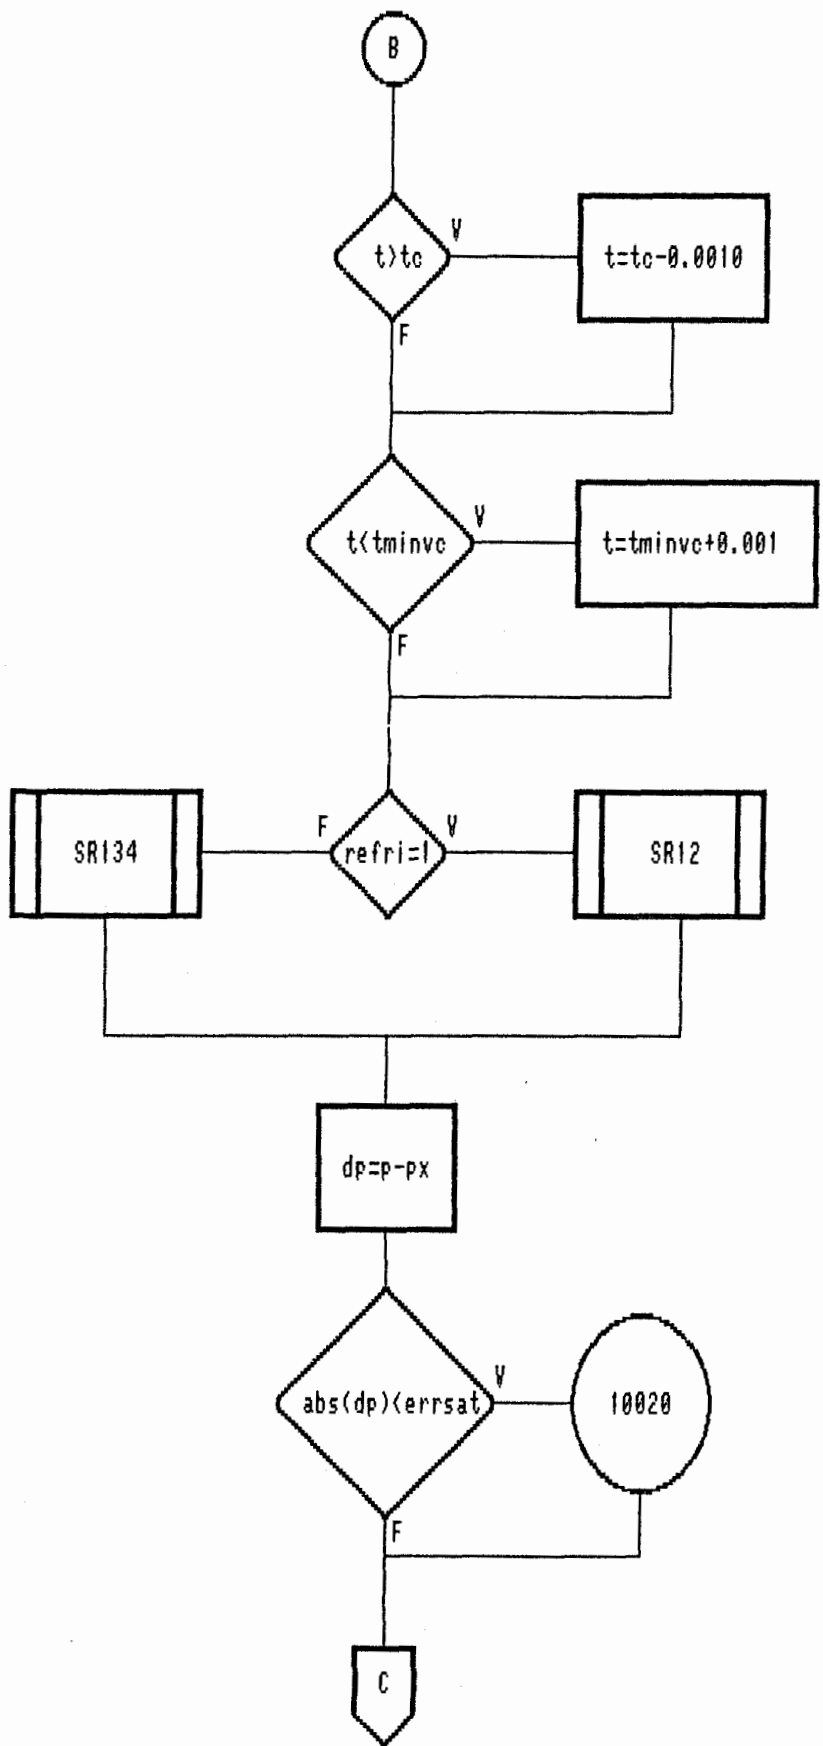 B
t>tc
V
t=tc-0.0010
F
t<tminvc
V
t=tminvc+0.001
F
SR134
F
refri=1
V
SR12
dp=p-px
abs(dp)<errsat
V
10020
F
C